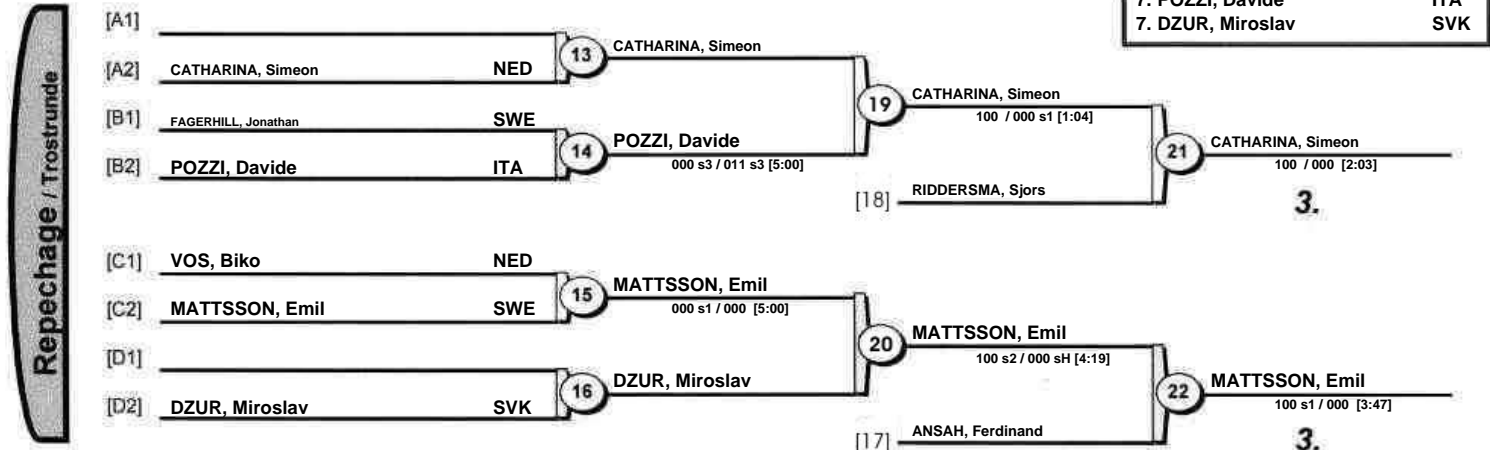 7. POZZI, Davide ITA
7. DZUR, Miroslav SVK
Repechage / Trostrunde
[A1]
[A2] CATHARINA, Simeon NED
13 CATHARINA, Simeon
[B1] FAGERHILL, Jonathan SWE
[B2] POZZI, Davide ITA
14 POZZI, Davide
000 s3 / 011 s3 [5:00]
19 CATHARINA, Simeon
100 / 000 s1 [1:04]
[18] RIDDERSMA, Sjors
21 CATHARINA, Simeon
100 / 000 [2:03]
3.
[C1] VOS, Biko NED
[C2] MATTSSON, Emil SWE
15 MATTSSON, Emil
000 s1 / 000 [5:00]
[D1]
[D2] DZUR, Miroslav SVK
16 DZUR, Miroslav
20 MATTSSON, Emil
100 s2 / 000 sH [4:19]
[17] ANSAH, Ferdinand
22 MATTSSON, Emil
100 s1 / 000 [3:47]
3.